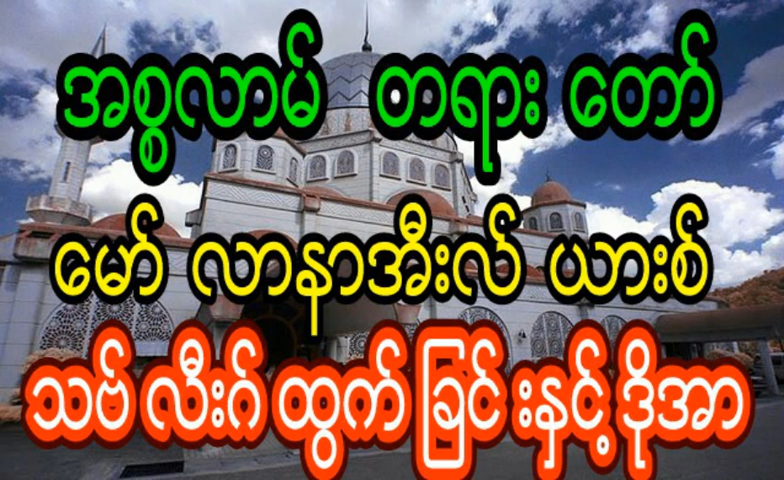 အစ္စလာမ် တရား တော်
မော် လာနာအီးလ် ယားစ်
သဗ် လီးဂ် ထွက် ခြင် းနှင့် ဒိုအာ